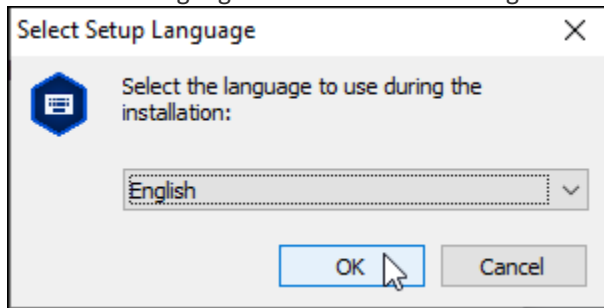 Select Setup Language
Select the language to use during the
installation:
English
OK
Cancel